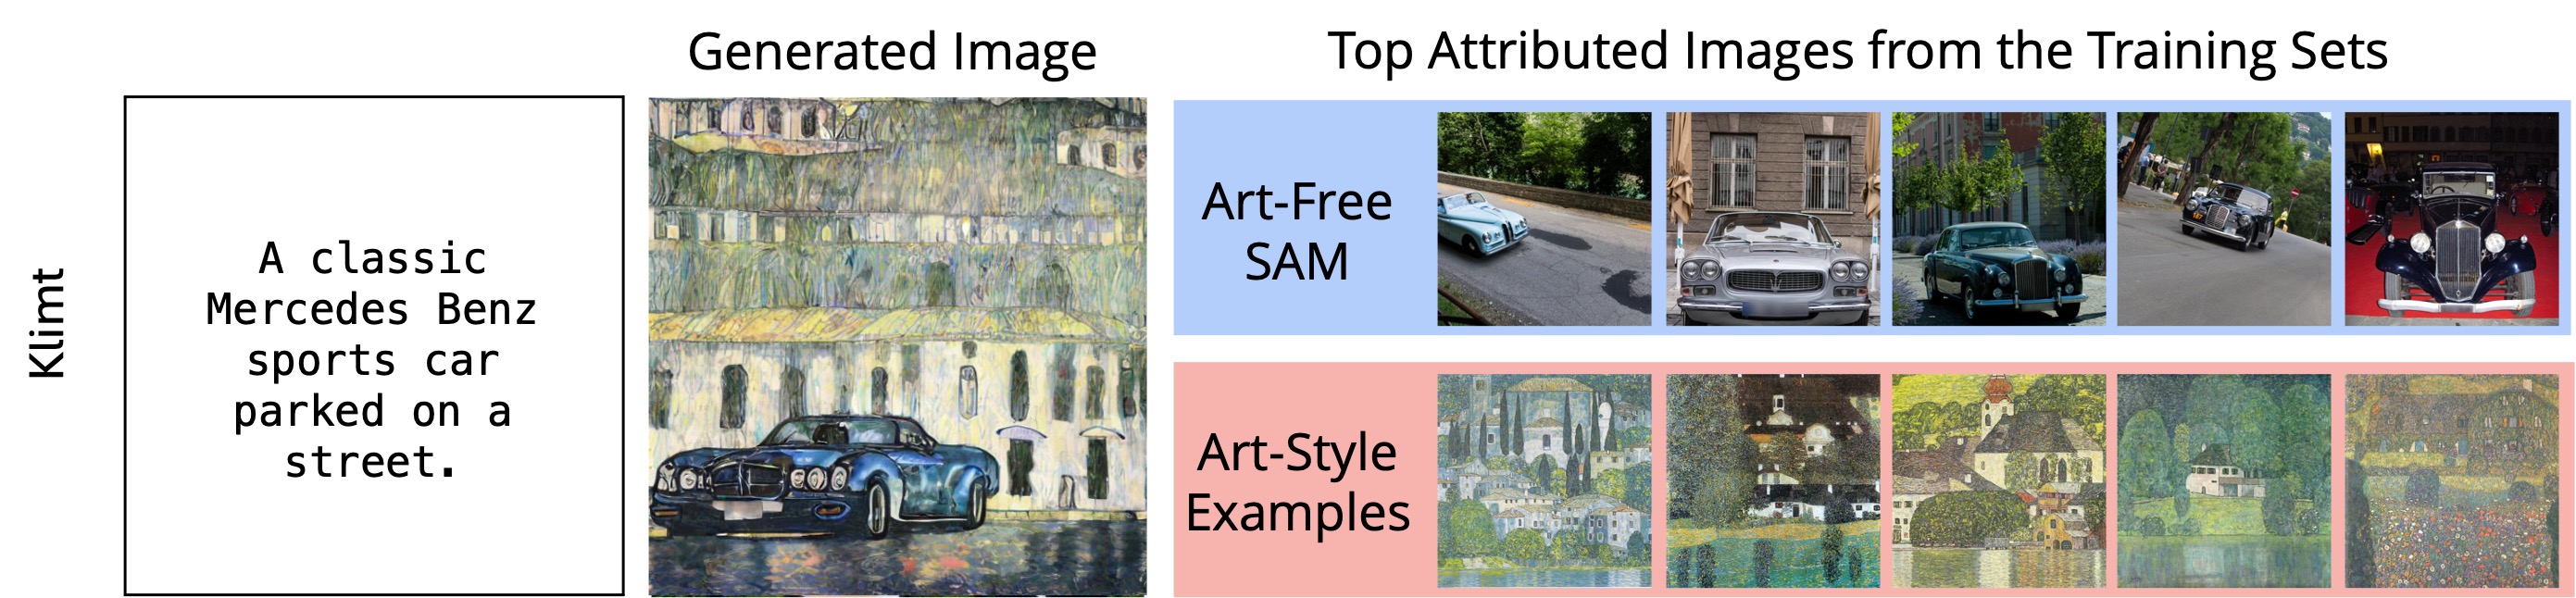 Generated Image
Top Attributed Images from the Training Sets
Klimt
A classic
Mercedes Benz
sports car
parked on a
street.
Art-Free
SAM
Art-Style
Examples